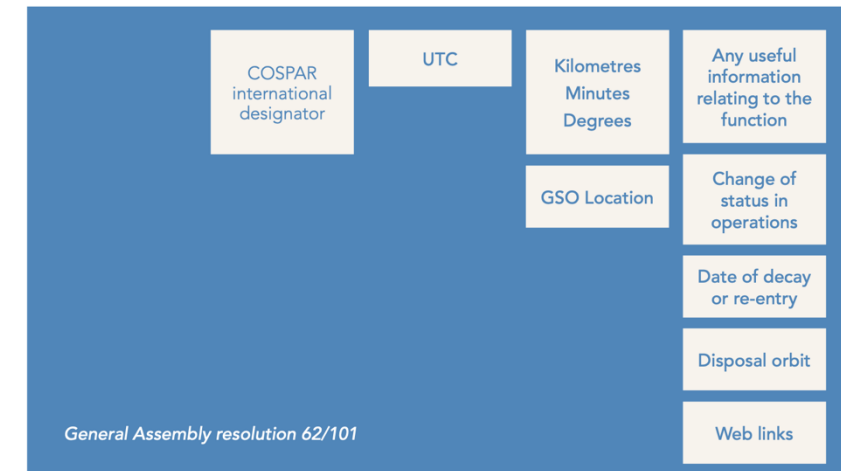 COSPAR
international
designator
UTC
Kilometres
Minutes
Degrees
GSO Location
Any useful
information
relating to the
function
Change of
status in
operations
Date of decay
or re-entry
Disposal orbit
Web links
General Assembly resolution 62/101